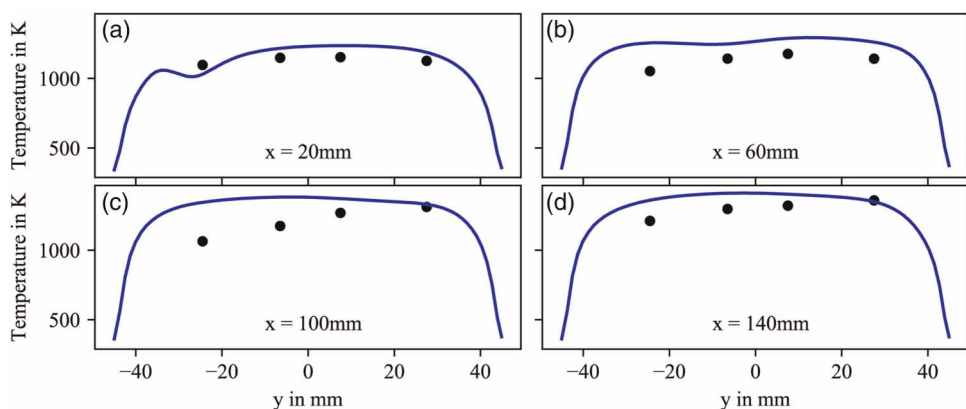 (a)
(b)
Temperature in K
1000
500
x = 20mm
x = 60mm
(c)
(d)
Temperature in K
1000
500
x = 100mm
x = 140mm
−40 −20 0 20 40
−40 −20 0 20 40
y in mm
y in mm